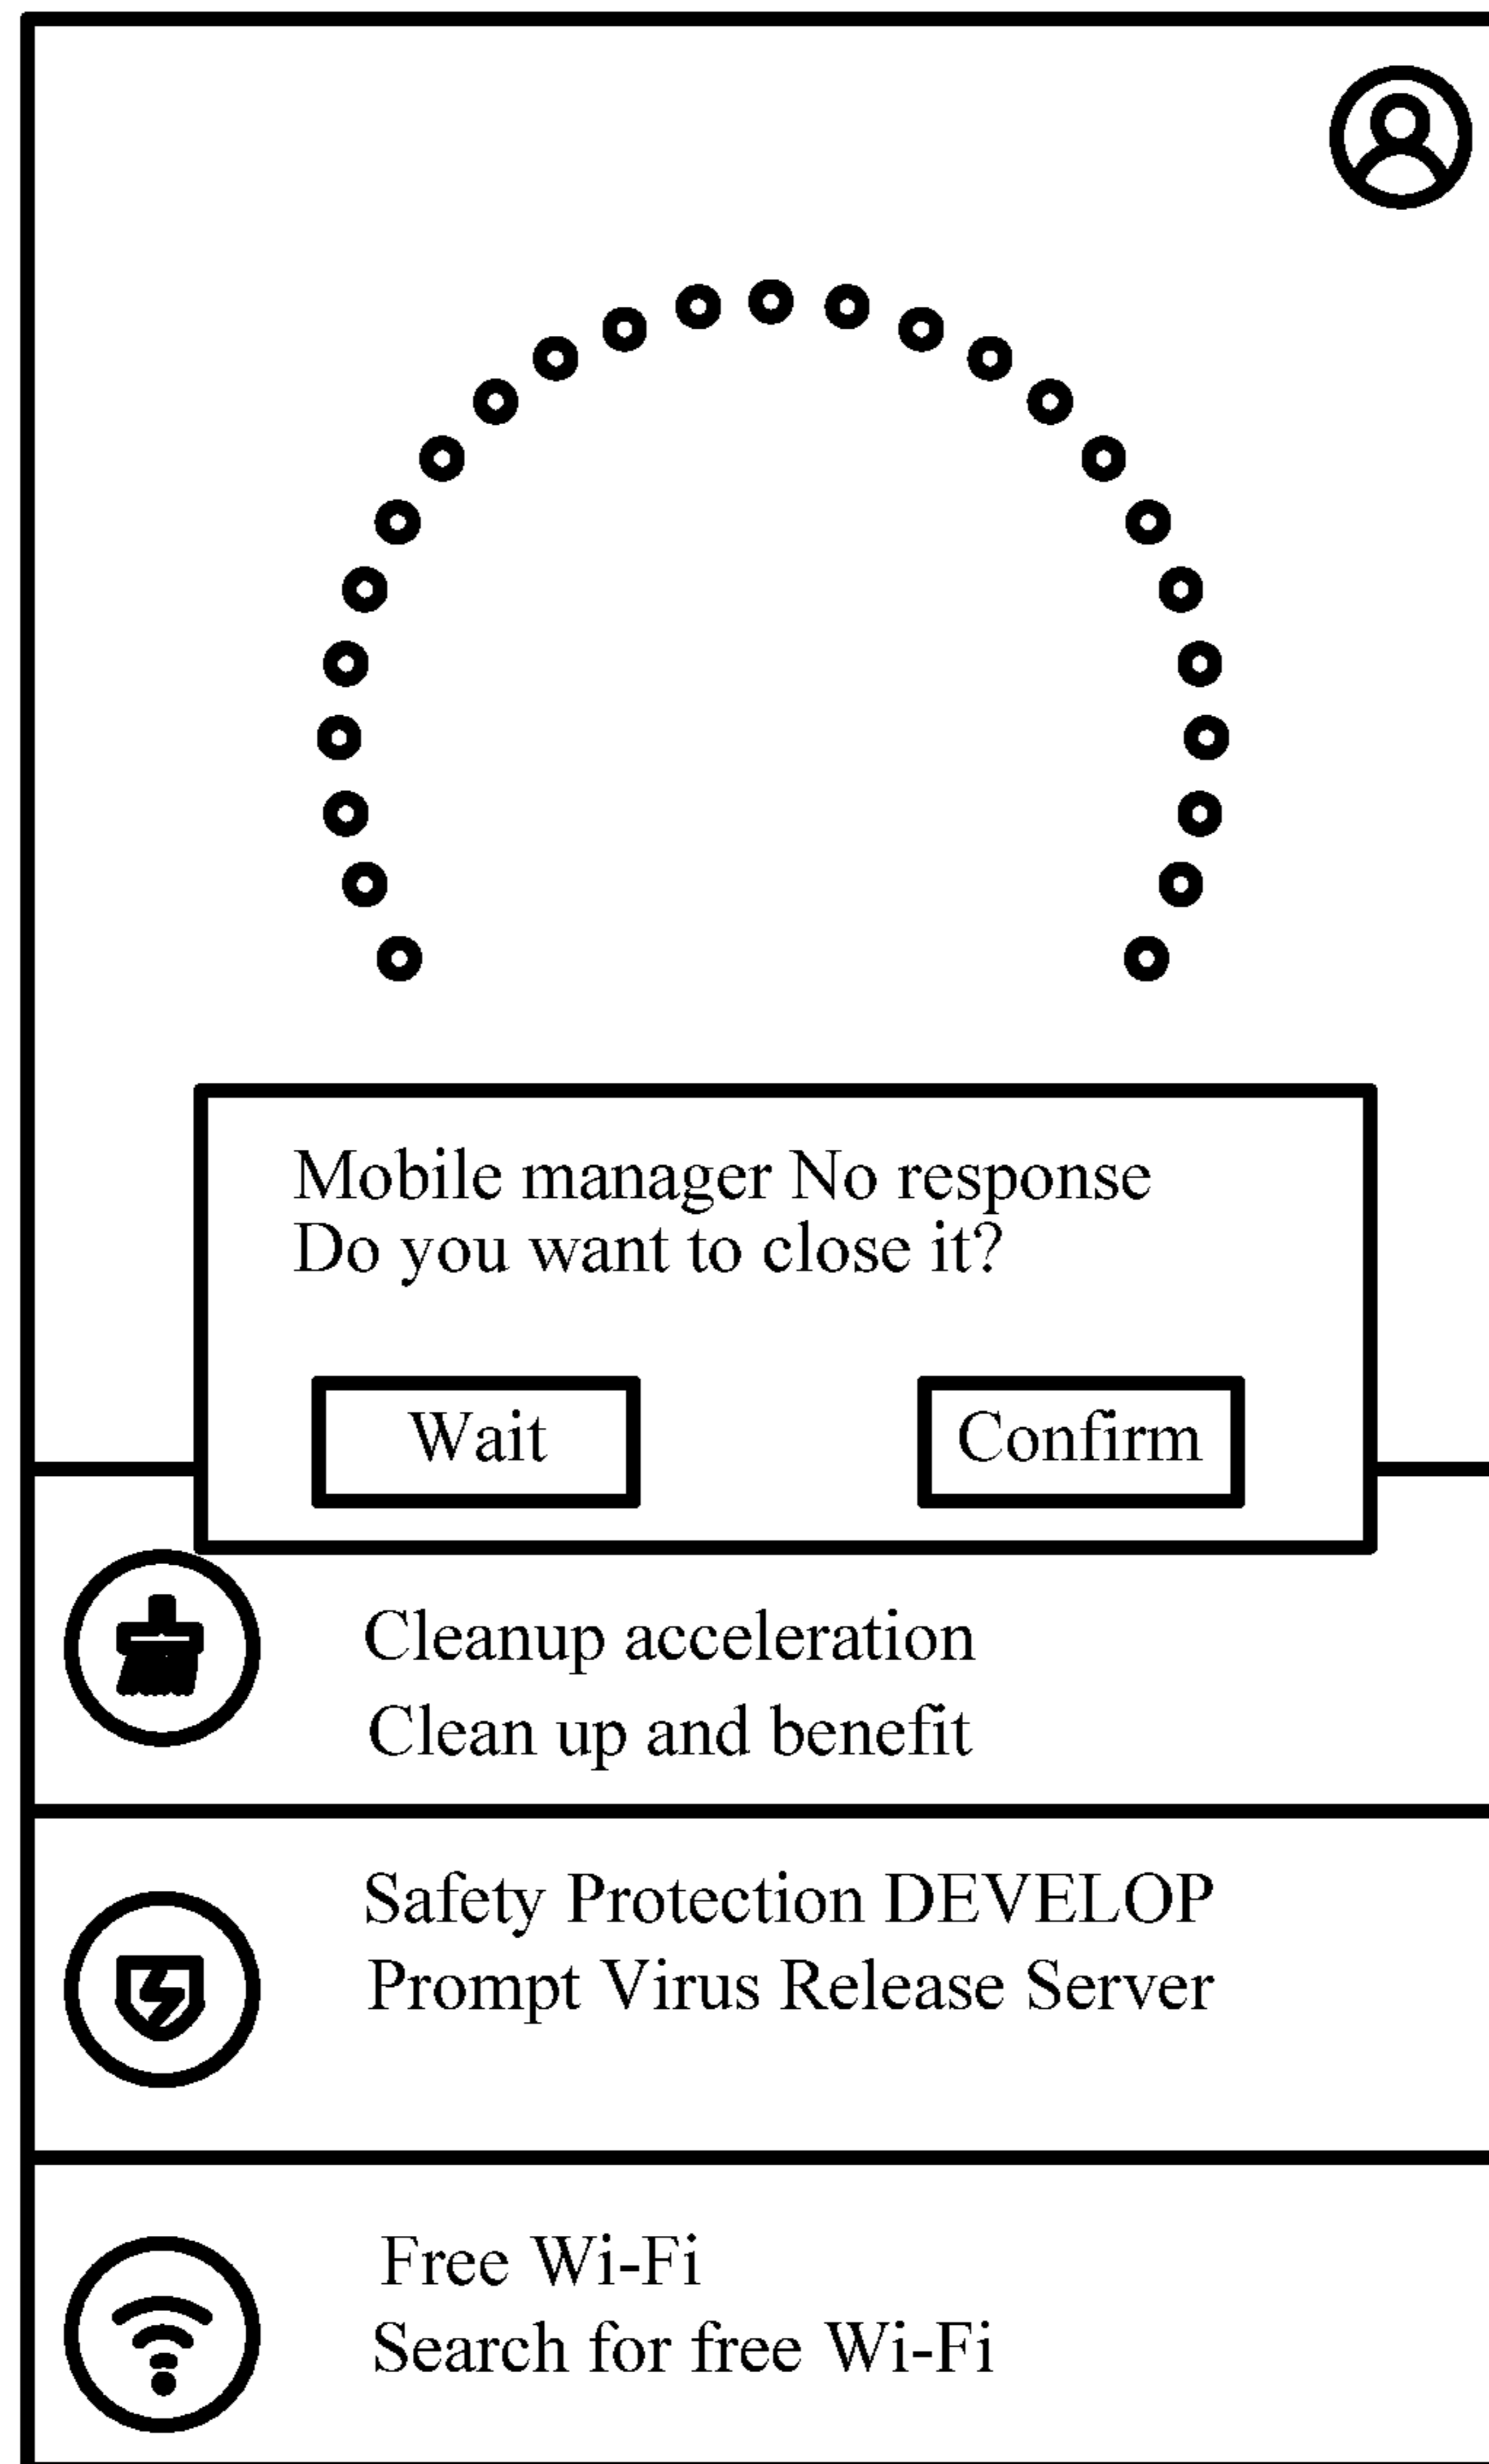 Mobile manager No response
Do you want to close it?
Wait
Confirm
Cleanup acceleration
Clean up and benefit
Safety Protection DEVELOP
Prompt Virus Release Server
Free Wi-Fi
Search for free Wi-Fi